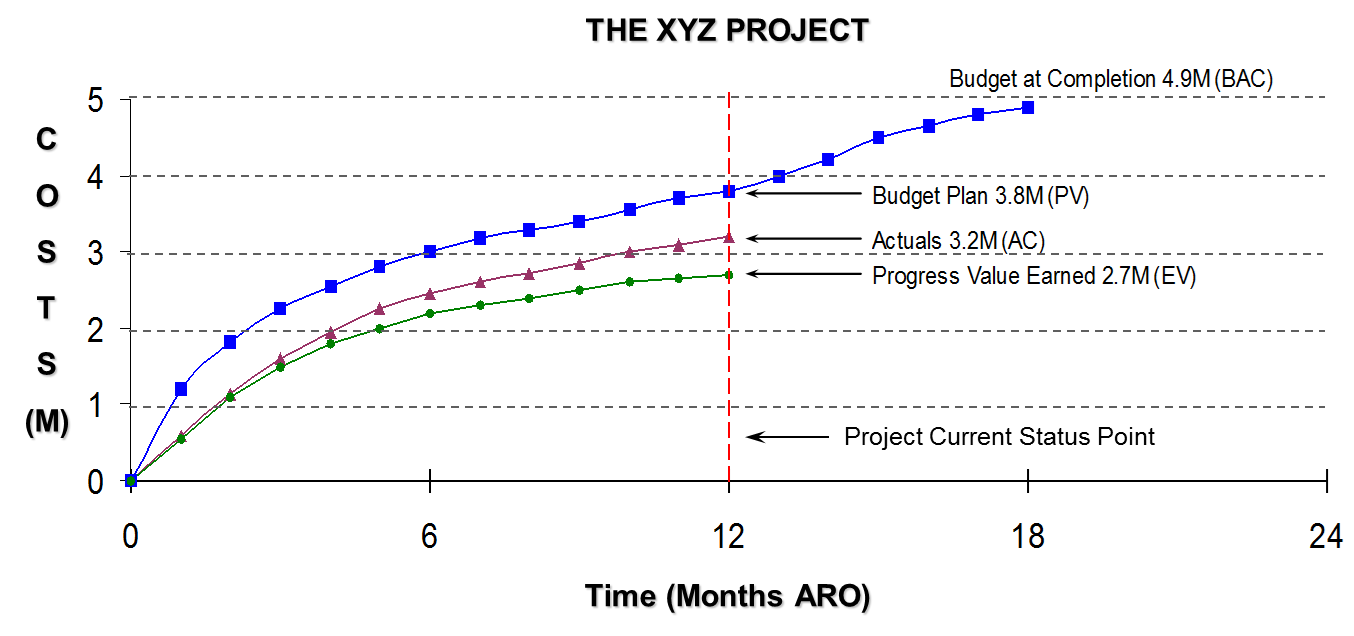 THE XYZ PROJECT
Budget at Completion 4.9M (BAC)
5
4
3
2
1
0
C
O
S
T
S
(M)
Budget Plan 3.8M (PV)
Actuals 3.2M (AC)
Progress Value Earned 2.7M (EV)
Project Current Status Point
0 6 12 18 24
Time (Months ARO)